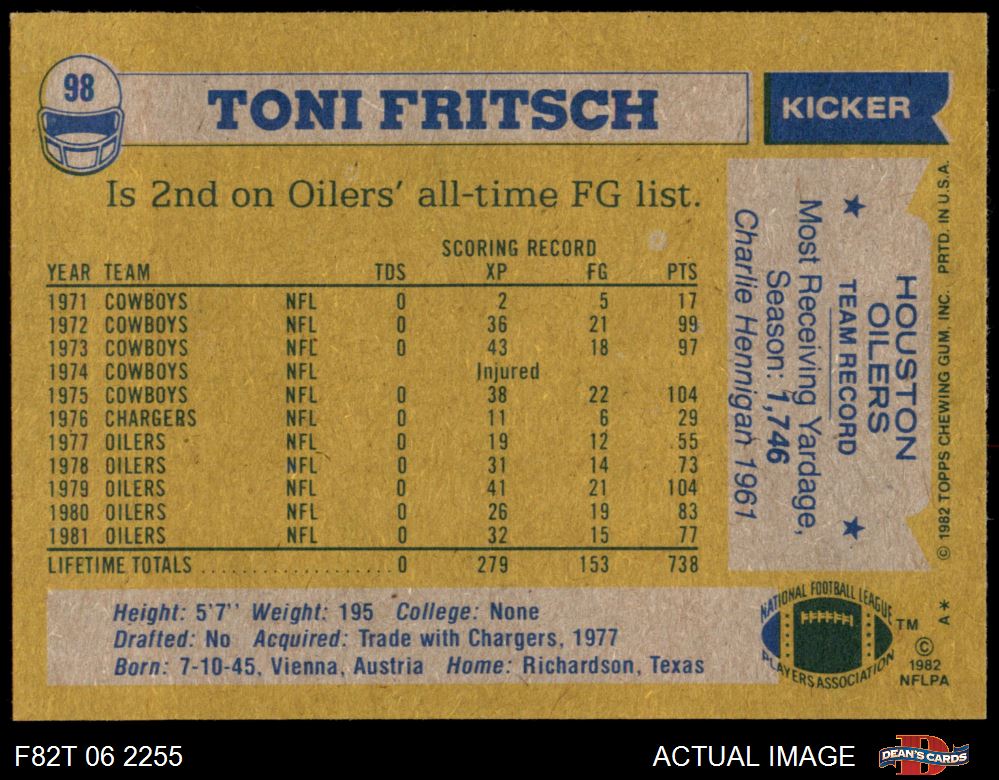 98
TONI FRITSCH
KICKER
Is 2nd on Oilers' all-time FG list.
SCORING RECORD
YEAR TEAM TDS XP FG PTS
1971 COWBOYS NFL 0 2 5 17
1972 COWBOYS NFL 0 36 21 99
1973 COWBOYS NFL 0 43 18 97
1974 COWBOYS NFL Injured
1975 COWBOYS NFL 0 38 22 104
1976 CHARGERS NFL 0 11 6 29
1977 OILERS NFL 0 19 12 55
1978 OILERS NFL 0 31 14 73
1979 OILERS NFL 0 41 21 104
1980 OILERS NFL 0 26 19 83
1981 OILERS NFL 0 32 15 77
LIFETIME TOTALS..................0 279 153 738
Height: 5'7'' Weight: 195 College: None
Drafted: No Acquired: Trade with Chargers, 1977
Born: 7-10-45, Vienna, Austria Home: Richardson, Texas
HOUSTON
OILERS
TEAM RECORD
★ Most Receiving Yardage, ★
Season: 1,746
Charlie Hennigan 1961
© 1982 TOPPS CHEWING GUM, INC. PRTD. IN U.S.A.
A*
NATIONAL FOOTBALL LEAGUE
PLAYERS ASSOCIATION
TM
©
1982
NFLPA
F82T 06 2255
ACTUAL IMAGE
D
DEAN'S CARDS